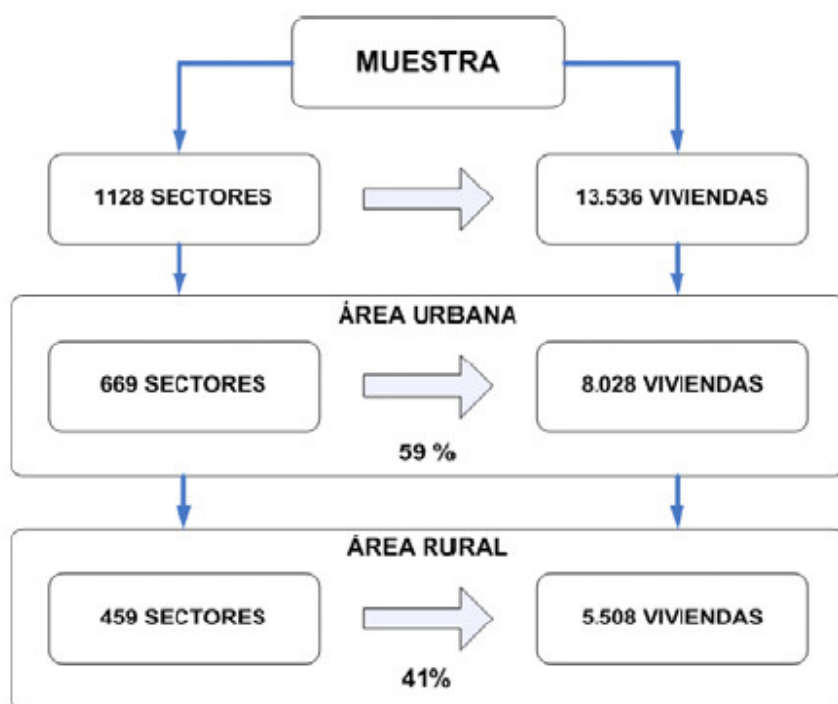 MUESTRA
1128 SECTORES
13.536 VIVIENDAS
ÁREA URBANA
669 SECTORES
8.028 VIVIENDAS
59 %
ÁREA RURAL
459 SECTORES
5.508 VIVIENDAS
41%